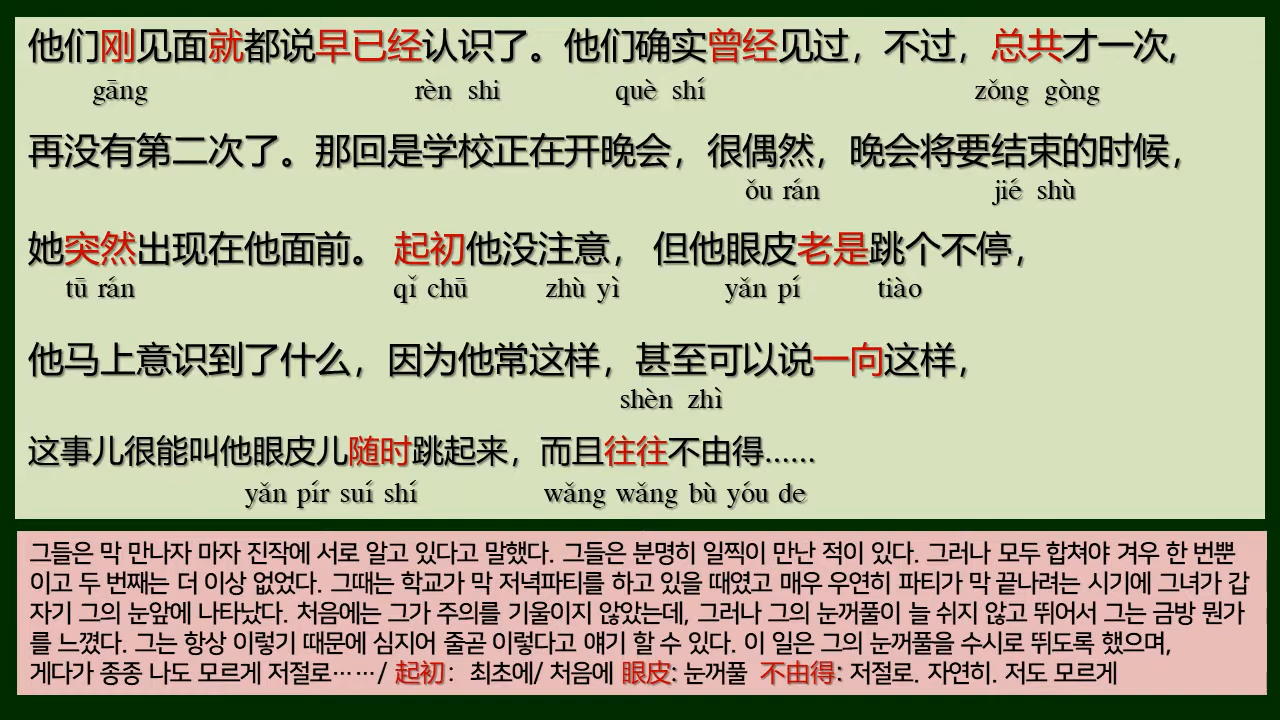 他们刚见面就都说早已经认识了。他们确实曾经见过，不过，总共才一次,
gāng rèn shi què shí zǒng gòng
再没有第二次了。那回是学校正在开晚会，很偶然，晚会将要结束的时候，
ǒu rán jié shù
她突然出现在他面前。 起初他没注意， 但他眼皮老是跳个不停，
tū rán qǐ chū zhù yì yǎn pí tiào
他马上意识到了什么，因为他常这样，甚至可以说一向这样，
shèn zhì
这事儿很能叫他眼皮儿随时跳起来，而且往往不由得......
yǎn pír suí shí wǎng wǎng bù yóu de
그들은 막 만나자 마자 진작에 서로 알고 있다고 말했다. 그들은 분명히 일찍이 만난 적이 있다. 그러나 모두 합쳐야 겨우 한 번뿐
이고 두 번째는 더 이상 없었다. 그때는 학교가 막 저녁파티를 하고 있을 때였고 매우 우연히 파티가 막 끝나려는 시기에 그녀가 갑
자기 그의 눈앞에 나타났다. 처음에는 그가 주의를 기울이지 않았는데, 그러나 그의 눈꺼풀이 늘 쉬지 않고 뛰어서 그는 금방 뭔가
를 느꼈다. 그는 항상 이렇기 때문에 심지어 줄곧 이렇다고 얘기 할 수 있다. 이 일은 그의 눈꺼풀을 수시로 뛰도록 했으며,
게다가 종종 나도 모르게 저절로……/ 起初： 최초에/ 처음에 眼皮: 눈꺼풀 不由得: 저절로. 자연히. 저도 모르게